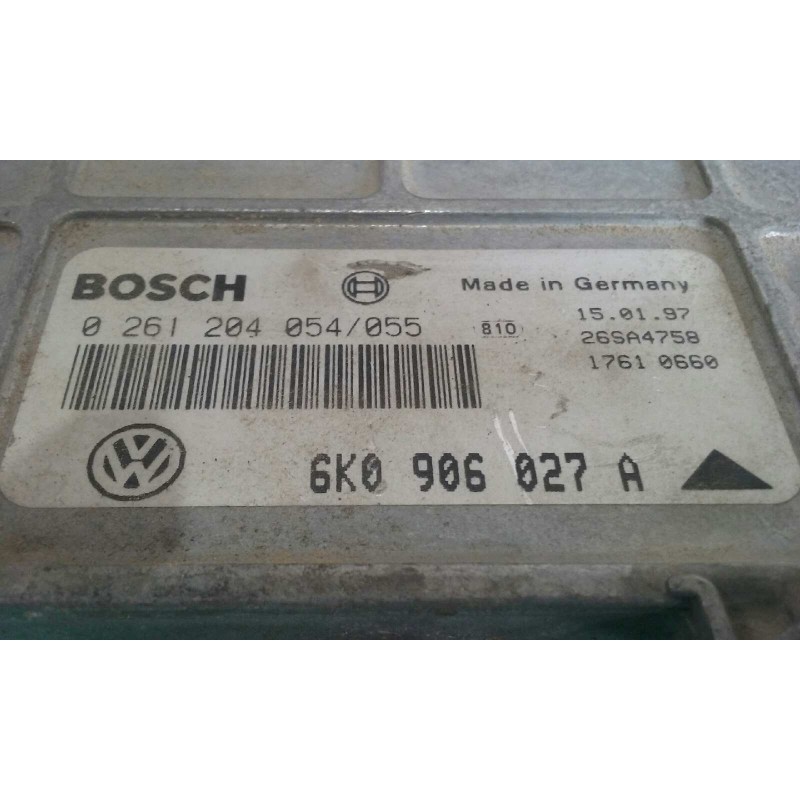 BOSCH
Made in Germany
0 261 204 054/055
810
15.01.97
26SA4758
1761 0660
VW
6K0 906 027 A